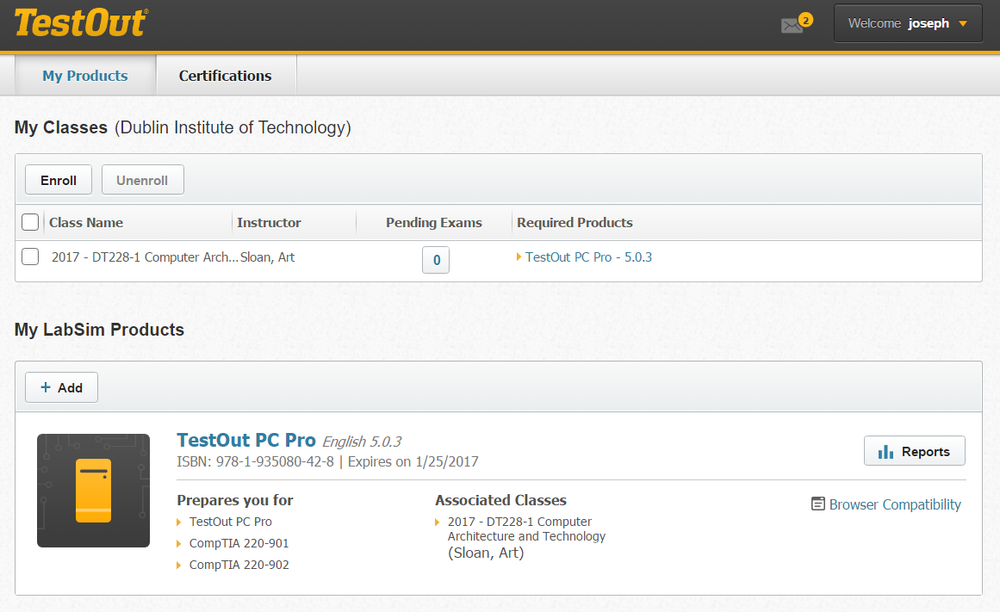 TestOut®
2
Welcome joseph
My Products
Certifications
My Classes (Dublin Institute of Technology)
Enroll
Unenroll
Class Name
Instructor
Pending Exams
Required Products
2017 - DT228-1 Computer Arch...
Sloan, Art
0
TestOut PC Pro - 5.0.3
My LabSim Products
+ Add
TestOut PC Pro English 5.0.3
ISBN: 978-1-935080-42-8 | Expires on 1/25/2017
Reports
Prepares you for
TestOut PC Pro
CompTIA 220-901
CompTIA 220-902
Associated Classes
2017 - DT228-1 Computer
Architecture and Technology
(Sloan, Art)
Browser Compatibility